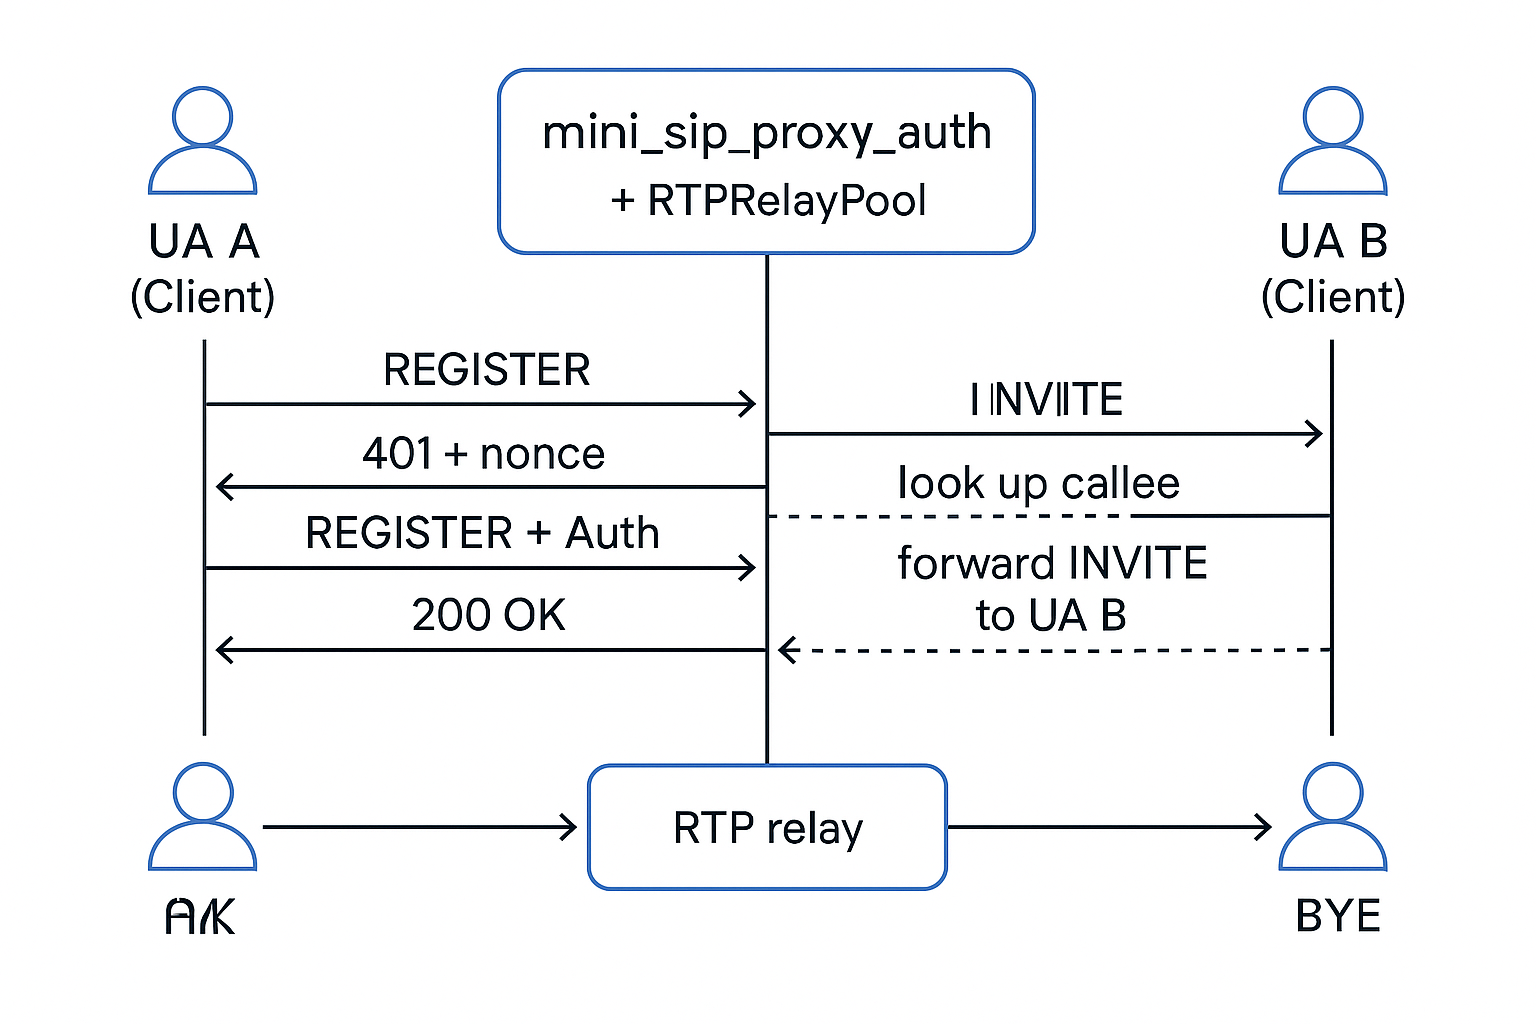 mini_sip_proxy_auth
+ RTPRelayPool
UA A
(Client)
UA B
(Client)
REGISTER
401 + nonce
REGISTER + Auth
200 OK
look up callee
forward INVITE
to UA B
RTP relay
BYE